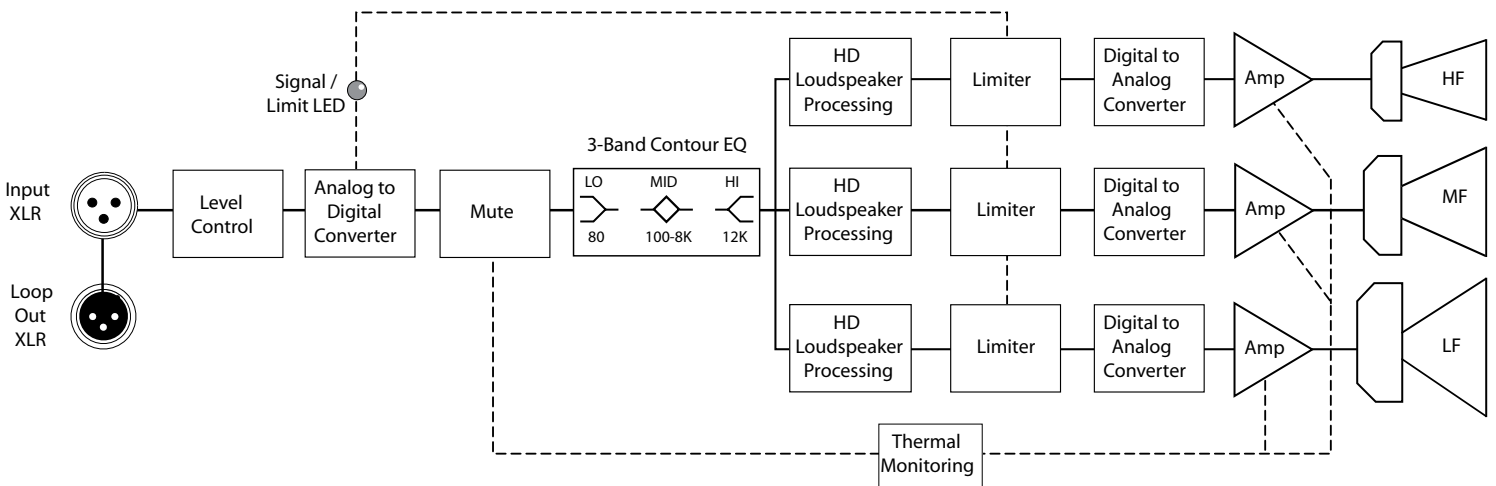 Signal /
Limit LED
Input
XLR
Loop
Out
XLR
Level
Control
Analog to
Digital
Converter
Mute
3-Band Contour EQ
LO MID HI
80 100-8K 12K
HD
Loudspeaker
Processing
Limiter
Digital to
Analog
Converter
Amp
HF
HD
Loudspeaker
Processing
Limiter
Digital to
Analog
Converter
Amp
MF
HD
Loudspeaker
Processing
Limiter
Digital to
Analog
Converter
Amp
LF
Thermal
Monitoring